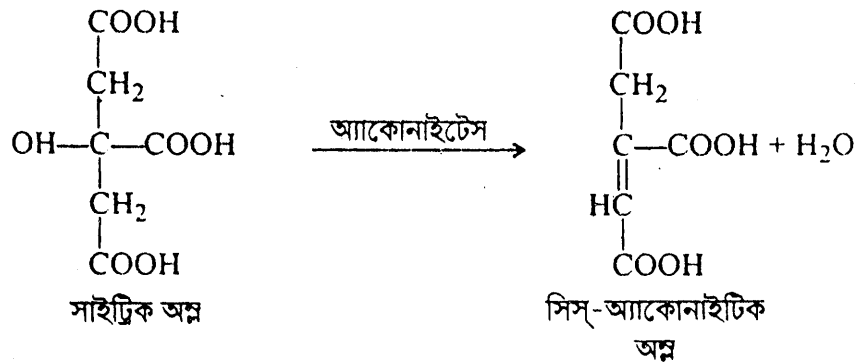 COOH
CH₂
OH—C—COOH
CH₂
COOH
সাইট্রিক অম্ল
অ্যাকোনাইটেস
COOH
CH₂
C—COOH + H₂O
HC
COOH
সিস্-অ্যাকোনাইটিক
অম্ল